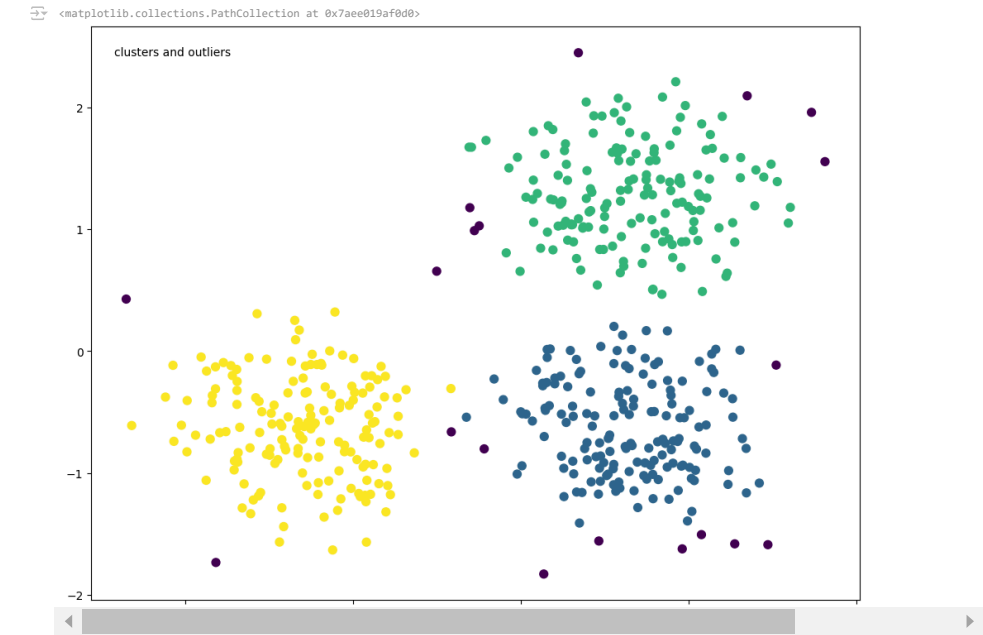 <matplotlib.collections.PathCollection at 0x7aee019af0d0>
clusters and outliers
2
1
0
−1
−2